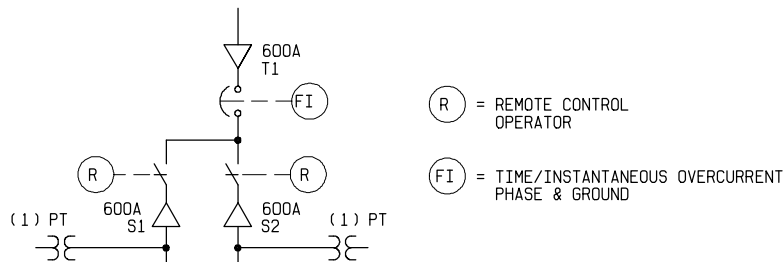 600A
T1
FI
R = REMOTE CONTROL
OPERATOR
R
R
FI = TIME/INSTANTANEOUS OVERCURRENT
PHASE & GROUND
600A
S1
600A
S2
(1) PT
(1) PT